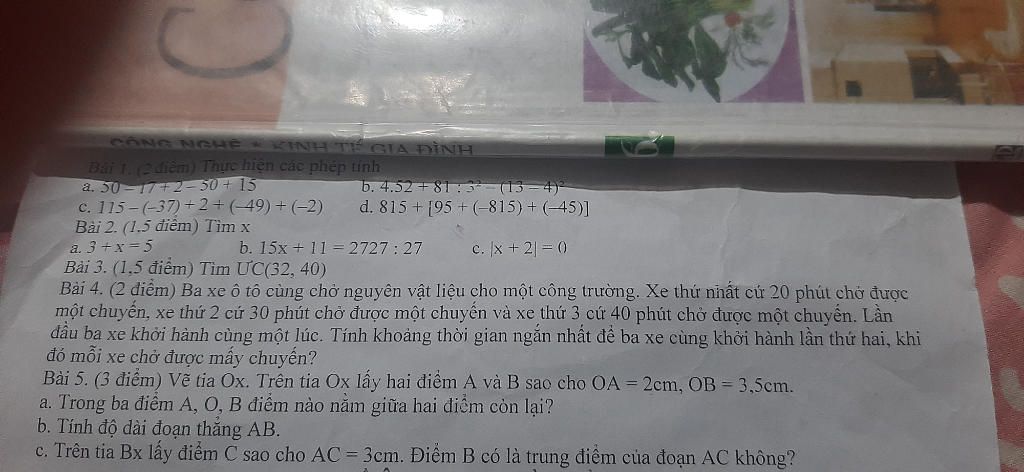 CÔNG NGHỆ * KINH TẾ GIA ĐÌNH 6
Bài 1. (2 điểm) Thực hiện các phép tính
a. 50 – 17 + 2 – 50 + 15 b. 4.52 + 81 : 3² – (13 – 4)²
c. 115 – (–37) + 2 + (–49) + (–2) d. 815 + [95 + (–815) + (–45)]
Bài 2. (1,5 điểm) Tìm x
a. 3 + x = 5 b. 15x + 11 = 2727 : 27 c. |x + 2| = 0
Bài 3. (1,5 điểm) Tìm ƯC(32, 40)
Bài 4. (2 điểm) Ba xe ô tô cùng chở nguyên vật liệu cho một công trường. Xe thứ nhất cứ 20 phút chở được
một chuyến, xe thứ 2 cứ 30 phút chở được một chuyến và xe thứ 3 cứ 40 phút chở được một chuyến. Lần
đầu ba xe khởi hành cùng một lúc. Tính khoảng thời gian ngắn nhất để ba xe cùng khởi hành lần thứ hai, khi
đó mỗi xe chở được mấy chuyến?
Bài 5. (3 điểm) Vẽ tia Ox. Trên tia Ox lấy hai điểm A và B sao cho OA = 2cm, OB = 3,5cm.
a. Trong ba điểm A, O, B điểm nào nằm giữa hai điểm còn lại?
b. Tính độ dài đoạn thẳng AB.
c. Trên tia Bx lấy điểm C sao cho AC = 3cm. Điểm B có là trung điểm của đoạn AC không?